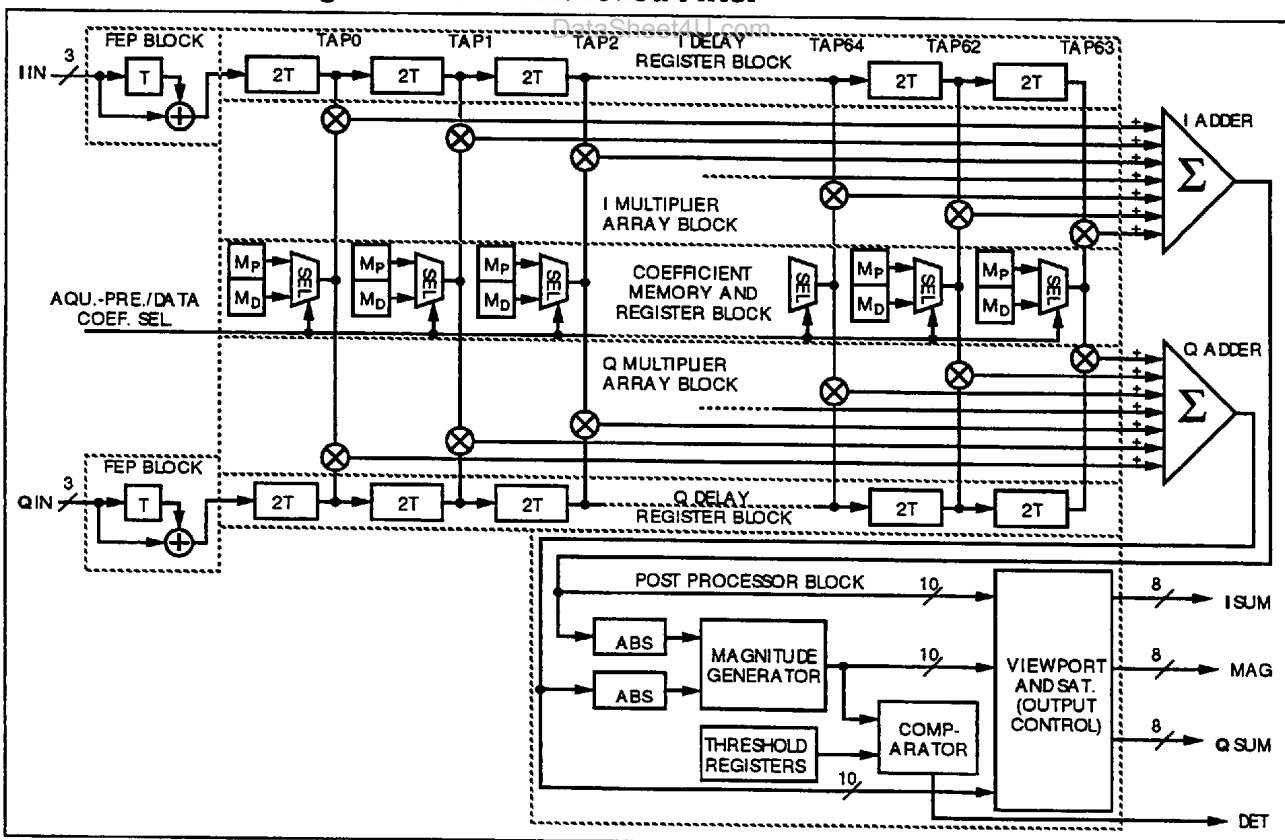 DataSheet4U.com
FEP BLOCK
TAP0
TAP1
TAP2
I DELAY
REGISTER BLOCK
TAP64
TAP62
TAP63
3
I IN
T
2T
2T
2T
2T
2T
I ADDER
Σ
I MULTIPLIER
ARRAY BLOCK
MP
MD
SEL
MP
MD
SEL
MP
MD
SEL
COEFFICIENT
MEMORY AND
REGISTER BLOCK
SEL
MP
MD
SEL
MP
MD
SEL
AQU.-PRE./DATA
COEF. SEL
Q MULTIPLIER
ARRAY BLOCK
Q ADDER
Σ
FEP BLOCK
3
Q IN
T
2T
2T
2T
Q DELAY
REGISTER BLOCK
2T
2T
POST PROCESSOR BLOCK
10
8
I SUM
ABS
ABS
MAGNITUDE
GENERATOR
10
VIEWPORT
AND SAT.
(OUTPUT
CONTROL)
8
MAG
THRESHOLD
REGISTERS
COMP-
ARATOR
8
Q SUM
10
DET